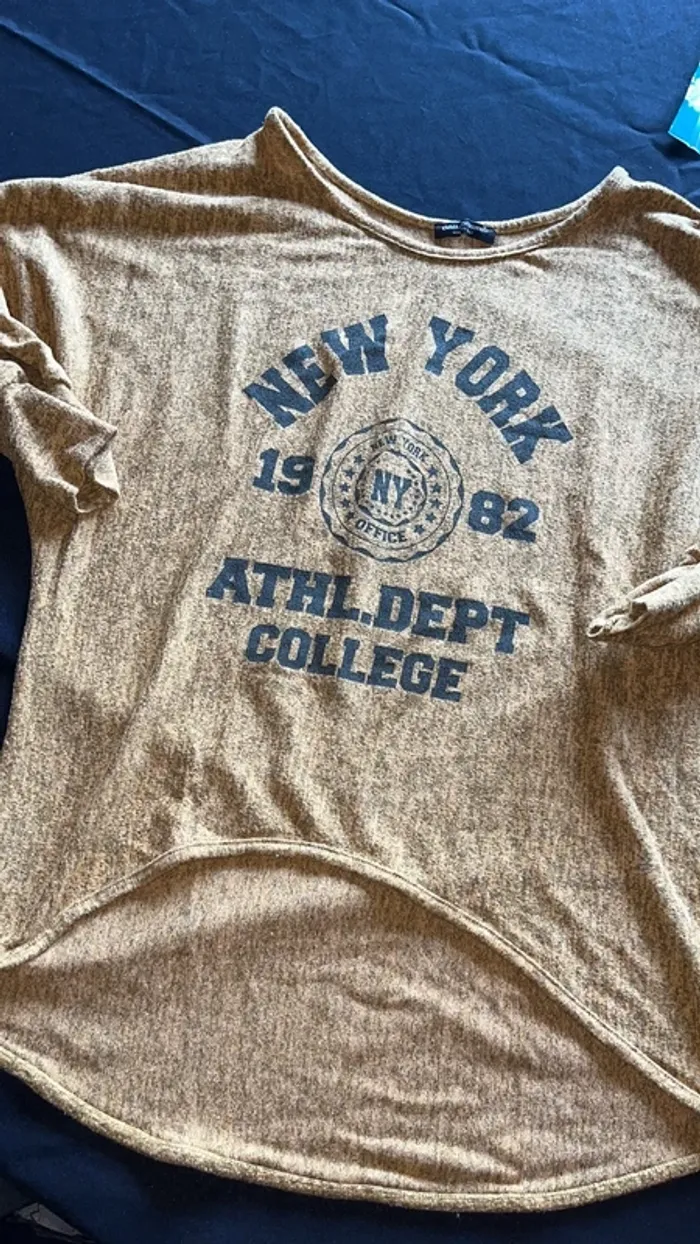 NEW YORK
19 82
NEW YORK
NY
OFFICE
ATHL.DEPT
COLLEGE